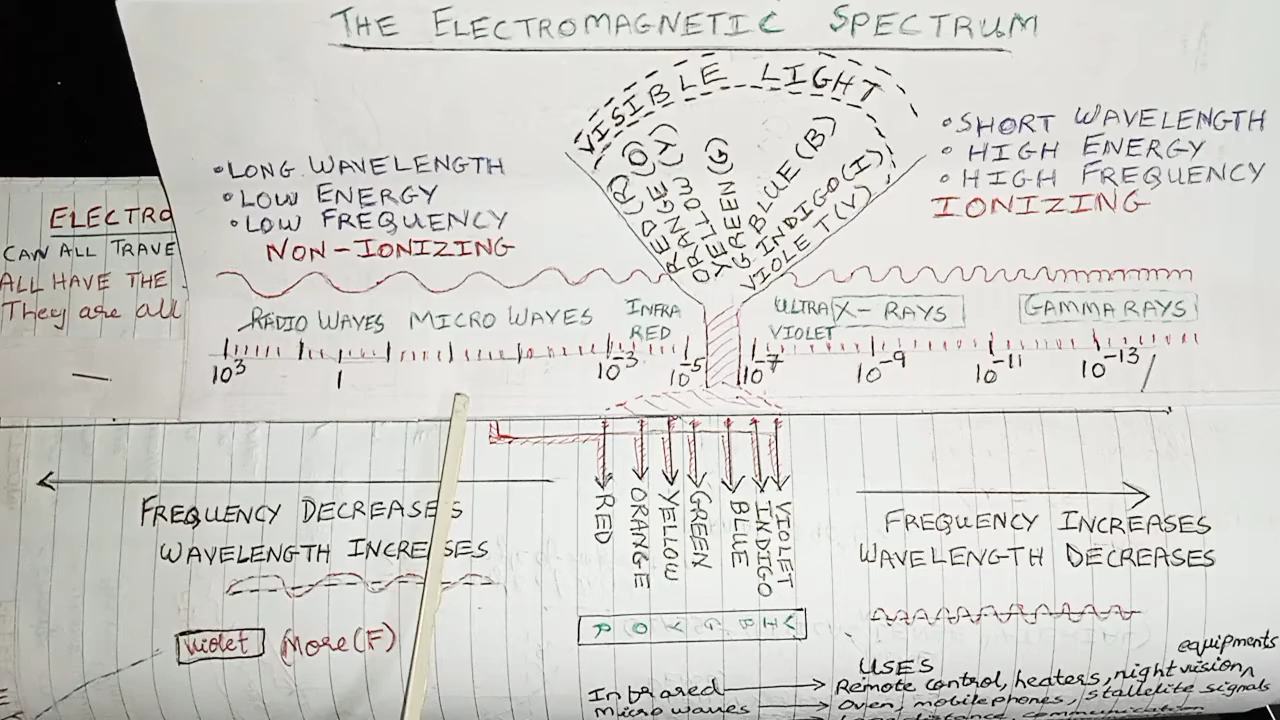 THE ELECTROMAGNETIC SPECTRUM
VISIBLE LIGHT
• SHORT WAVELENGTH
• HIGH ENERGY
• HIGH FREQUENCY
IONIZING
• LONG WAVELENGTH
• LOW ENERGY
• LOW FREQUENCY
NON-IONIZING
RED (R)
ORANGE (O)
YELLOW (Y)
GREEN (G)
BLUE (B)
INDIGO (I)
VIOLET (V)
ELECTRO
CAN ALL TRAVE
ALL HAVE THE
They are all
RADIO WAVES MICRO WAVES INFRA RED ULTRA VIOLET X-RAYS GAMMA RAYS
10³ 1 10⁻³ 10⁻⁵ 10⁻⁷ 10⁻⁹ 10⁻¹¹ 10⁻¹³
FREQUENCY DECREASES
WAVELENGTH INCREASES
RED
ORANGE
YELLOW
GREEN
BLUE
INDIGO
VIOLET
FREQUENCY INCREASES
WAVELENGTH DECREASES
R O Y G B I V
Violet More (F)
USES
equipments
Infrared Remote control, heaters, night vision
Microwaves Oven, mobile phones, stallelite signals